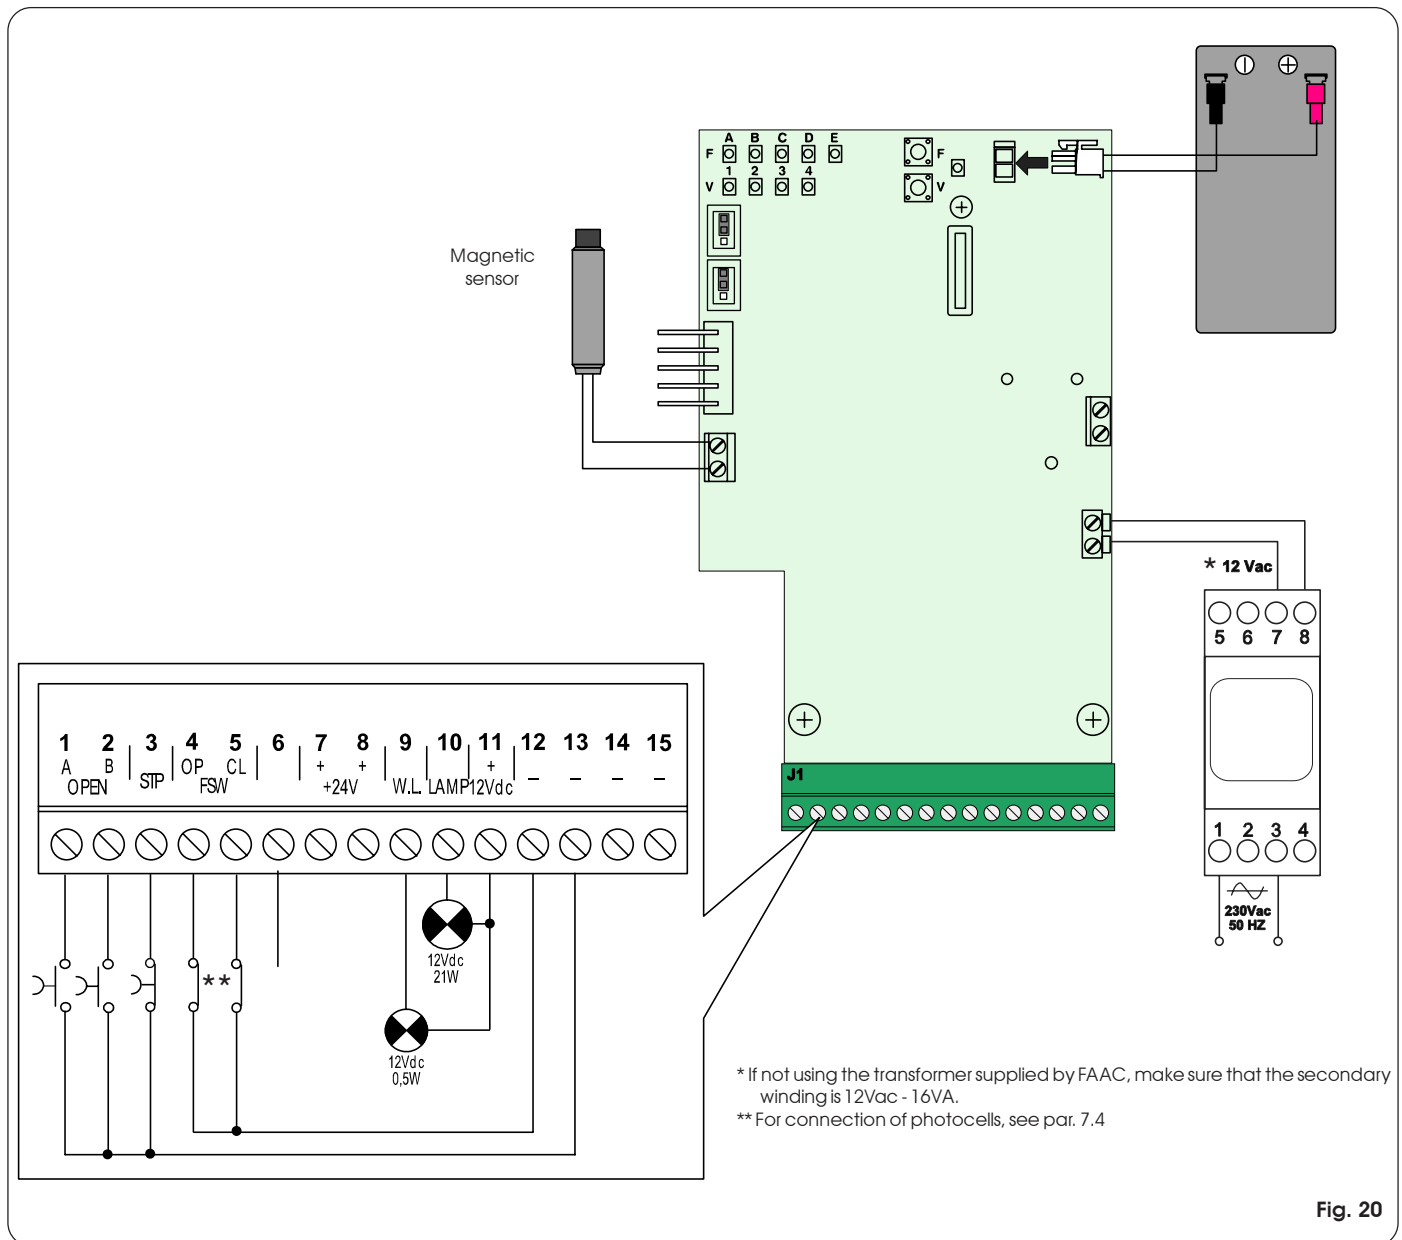 A B C D E
F
1 2 3 4
V
F
V
Magnetic
sensor
* 12 Vac
5 6 7 8
1 2 3 4
230Vac
50 HZ
J1
1 2 3 4 5 6 7 8 9 10 11 12 13 14 15
A B OP CL + + + – – – –
OPEN STP FSW +24V W.L. LAMP 12Vdc
**
12Vdc
21W
12Vdc
0,5W
* If not using the transformer supplied by FAAC, make sure that the secondary
winding is 12Vac - 16VA.
** For connection of photocells, see par. 7.4
Fig. 20